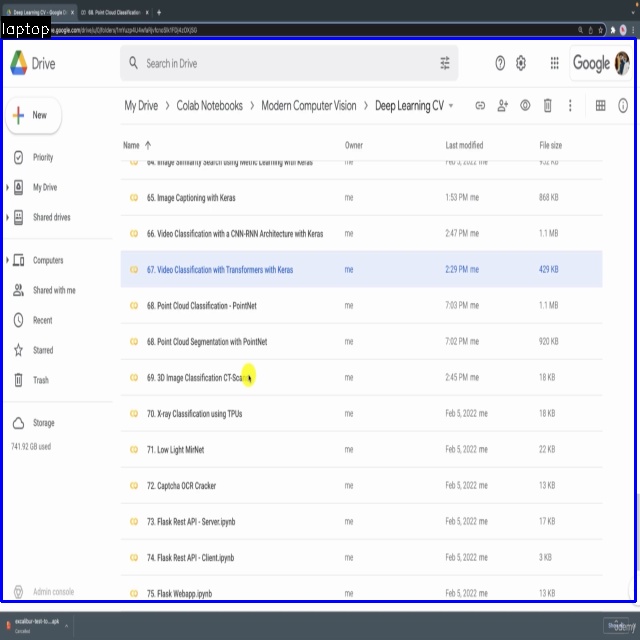 Deep Learning CV - Google D
68. Point Cloud Classification
laptop
Drive
Search in Drive
Google
New
My Drive > Colab Notebooks > Modern Computer Vision > Deep Learning CV
Priority
My Drive
Shared drives
Computers
Shared with me
Recent
Starred
Trash
Storage
741.92 GB used
Admin console
Name Owner Last modified File size
64. Image Similarity Search using Metric Learning with Keras me Feb 5, 2022 me 932 KB
65. Image Captioning with Keras me 1:53 PM me 868 KB
66. Video Classification with a CNN-RNN Architecture with Keras me 2:47 PM me 1.1 MB
67. Video Classification with Transformers with Keras me 2:29 PM me 429 KB
68. Point Cloud Classification - PointNet me 7:03 PM me 1.1 MB
68. Point Cloud Segmentation with PointNet me 7:02 PM me 920 KB
69. 3D Image Classification CT-Scans me 2:45 PM me 18 KB
70. X-ray Classification using TPUs me Feb 5, 2022 me 18 KB
71. Low Light MirNet me Feb 5, 2022 me 22 KB
72. Captcha OCR Cracker me Feb 5, 2022 me 13 KB
73. Flask Rest API - Server.ipynb me Feb 5, 2022 me 17 KB
74. Flask Rest API - Client.ipynb me Feb 5, 2022 me 3 KB
75. Flask Webapp.ipynb me Feb 5, 2022 me 13 KB
excalibur-test-to....apk
Canceled
udemy